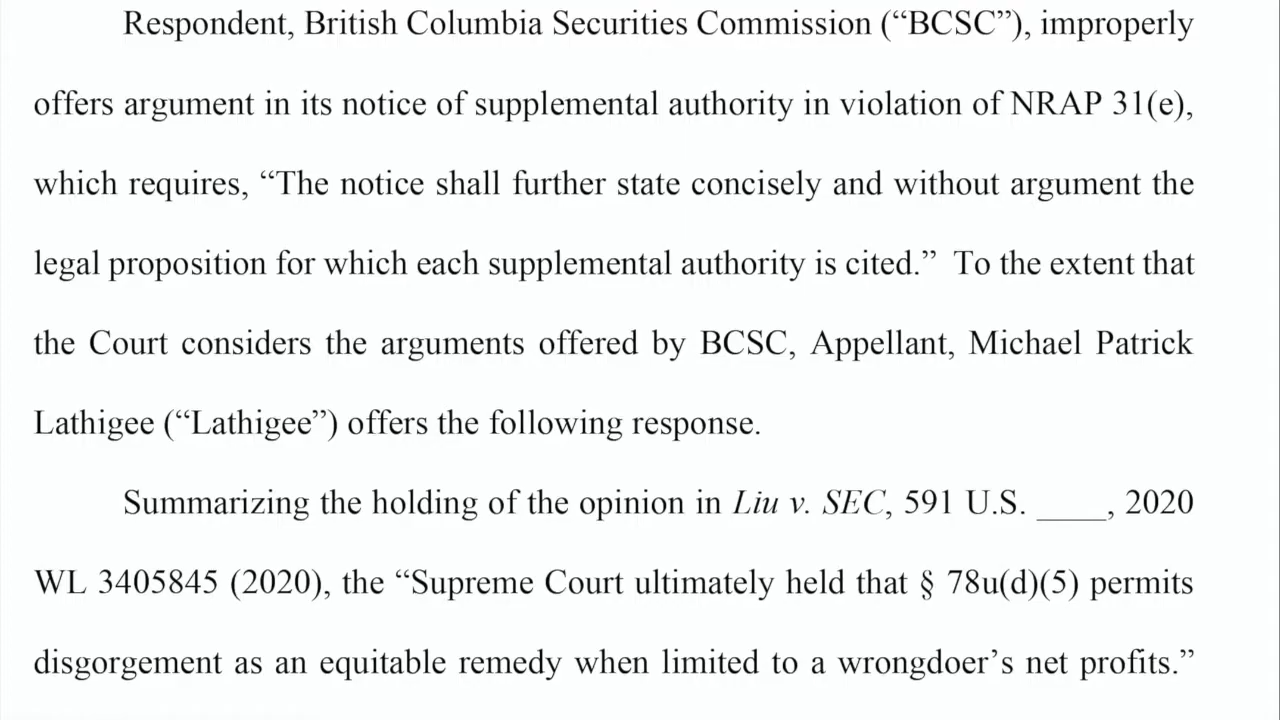 Respondent, British Columbia Securities Commission (“BCSC”), improperly
offers argument in its notice of supplemental authority in violation of NRAP 31(e),
which requires, “The notice shall further state concisely and without argument the
legal proposition for which each supplemental authority is cited.” To the extent that
the Court considers the arguments offered by BCSC, Appellant, Michael Patrick
Lathigee (“Lathigee”) offers the following response.
Summarizing the holding of the opinion in Liu v. SEC, 591 U.S. ____, 2020
WL 3405845 (2020), the “Supreme Court ultimately held that § 78u(d)(5) permits
disgorgement as an equitable remedy when limited to a wrongdoer’s net profits.”